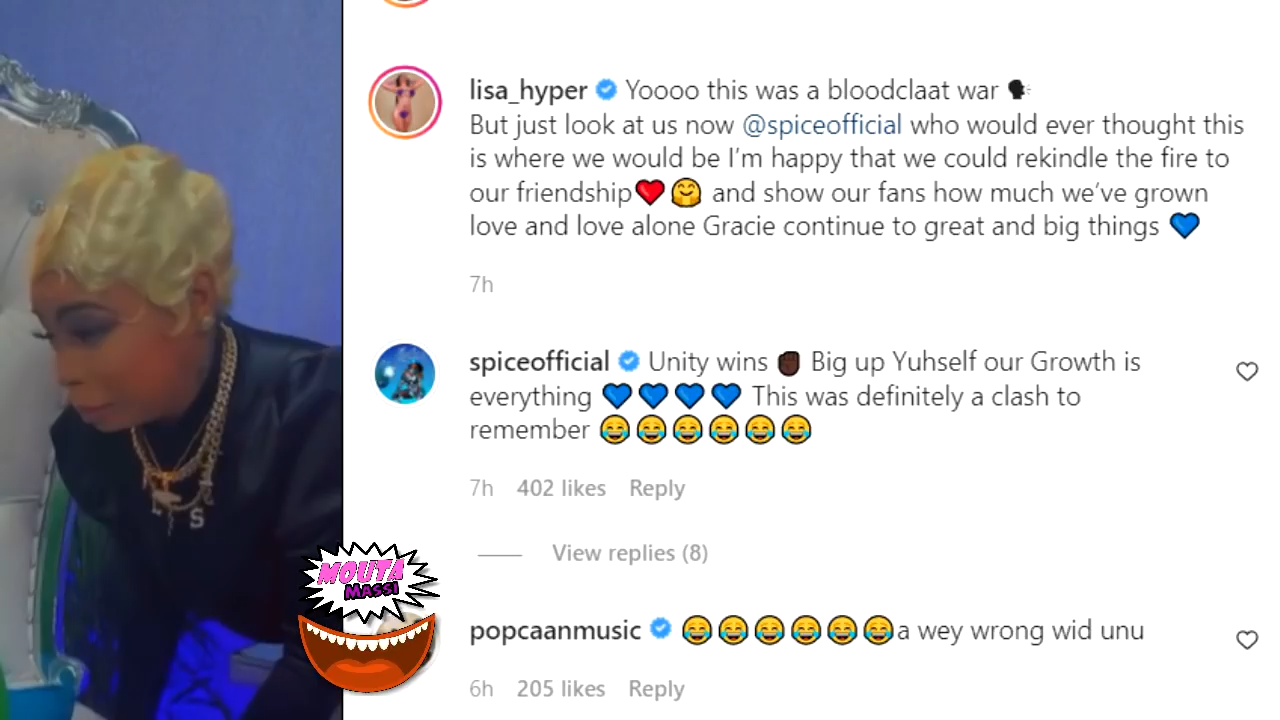 lisa_hyper Yoooo this was a bloodclaat war 🗣
But just look at us now @spiceofficial who would ever thought this
is where we would be I’m happy that we could rekindle the fire to
our friendship❤️🤗 and show our fans how much we’ve grown
love and love alone Gracie continue to great and big things 💙
7h
spiceofficial Unity wins ✊🏿 Big up Yuhself our Growth is
everything 💙💙💙💙 This was definitely a clash to
remember 😂😂😂😂😂😂
7h 402 likes Reply
View replies (8)
popcaanmusic 😂😂😂😂😂😂a wey wrong wid unu
6h 205 likes Reply
MOUTA
MASSI
S